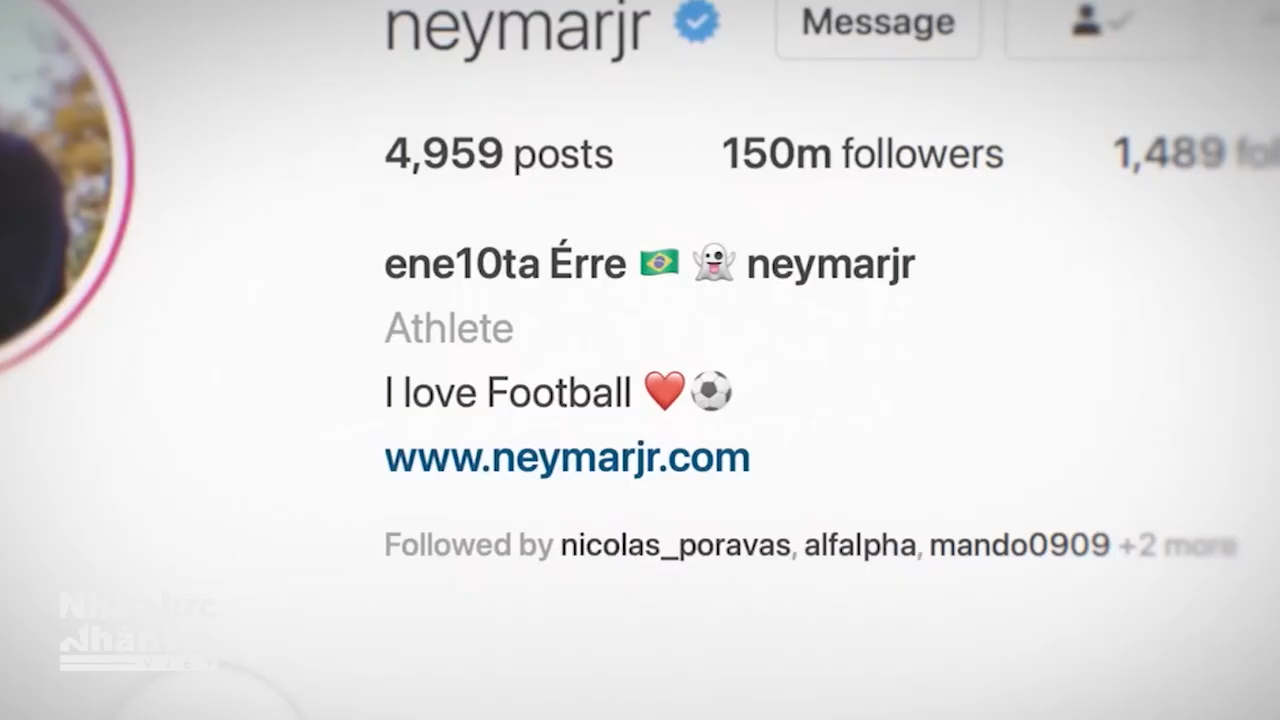 neymarjr Message
4,959 posts 150m followers 1,489
ene10ta Érre 🇧🇷 👻 neymarjr
Athlete
I love Football ❤️⚽
www.neymarjr.com
Followed by nicolas_poravas, alfalpha, mando0909 +2 more